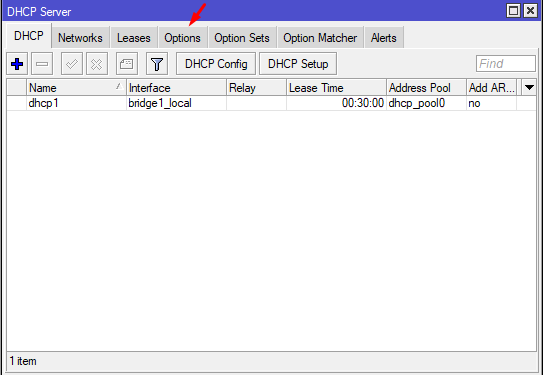 DHCP Server
DHCP Networks Leases Options Option Sets Option Matcher Alerts
DHCP Config DHCP Setup Find
Name Interface Relay Lease Time Address Pool Add AR...
dhcp1 bridge1_local 00:30:00 dhcp_pool0 no
1 item